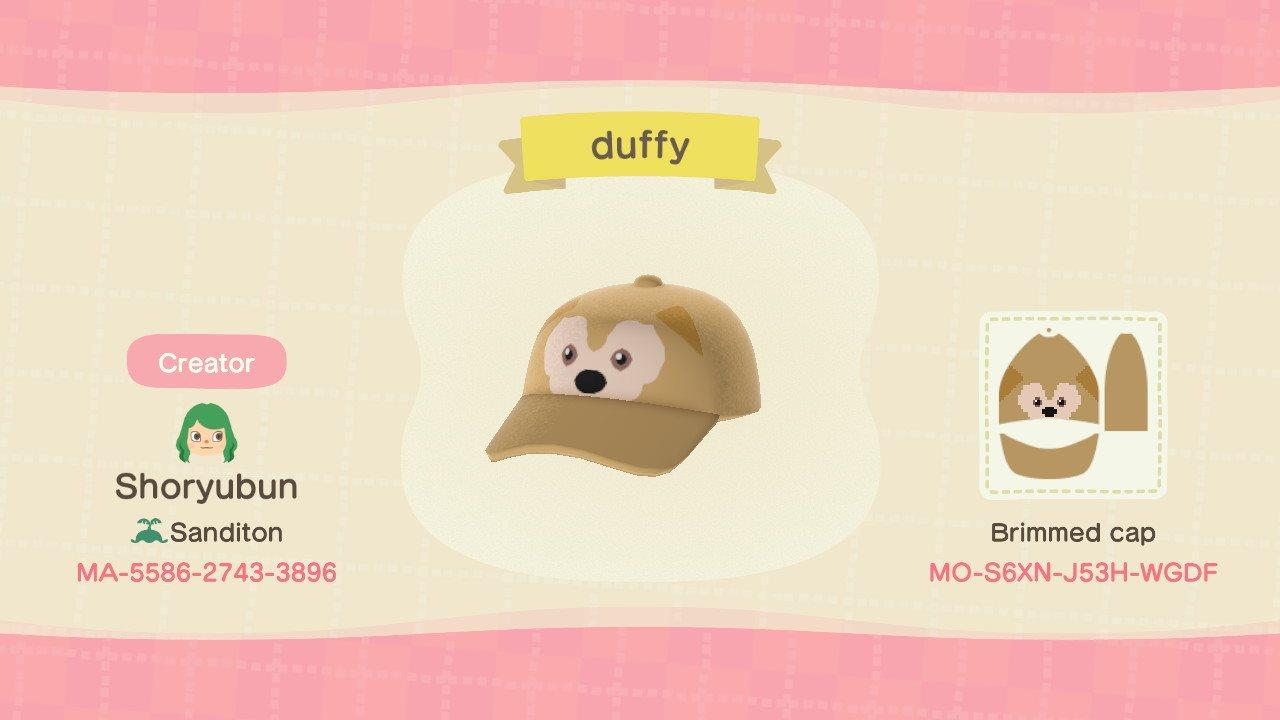 duffy
Creator
Shoryubun
Sanditon
MA-5586-2743-3896
Brimmed cap
MO-S6XN-J53H-WGDF